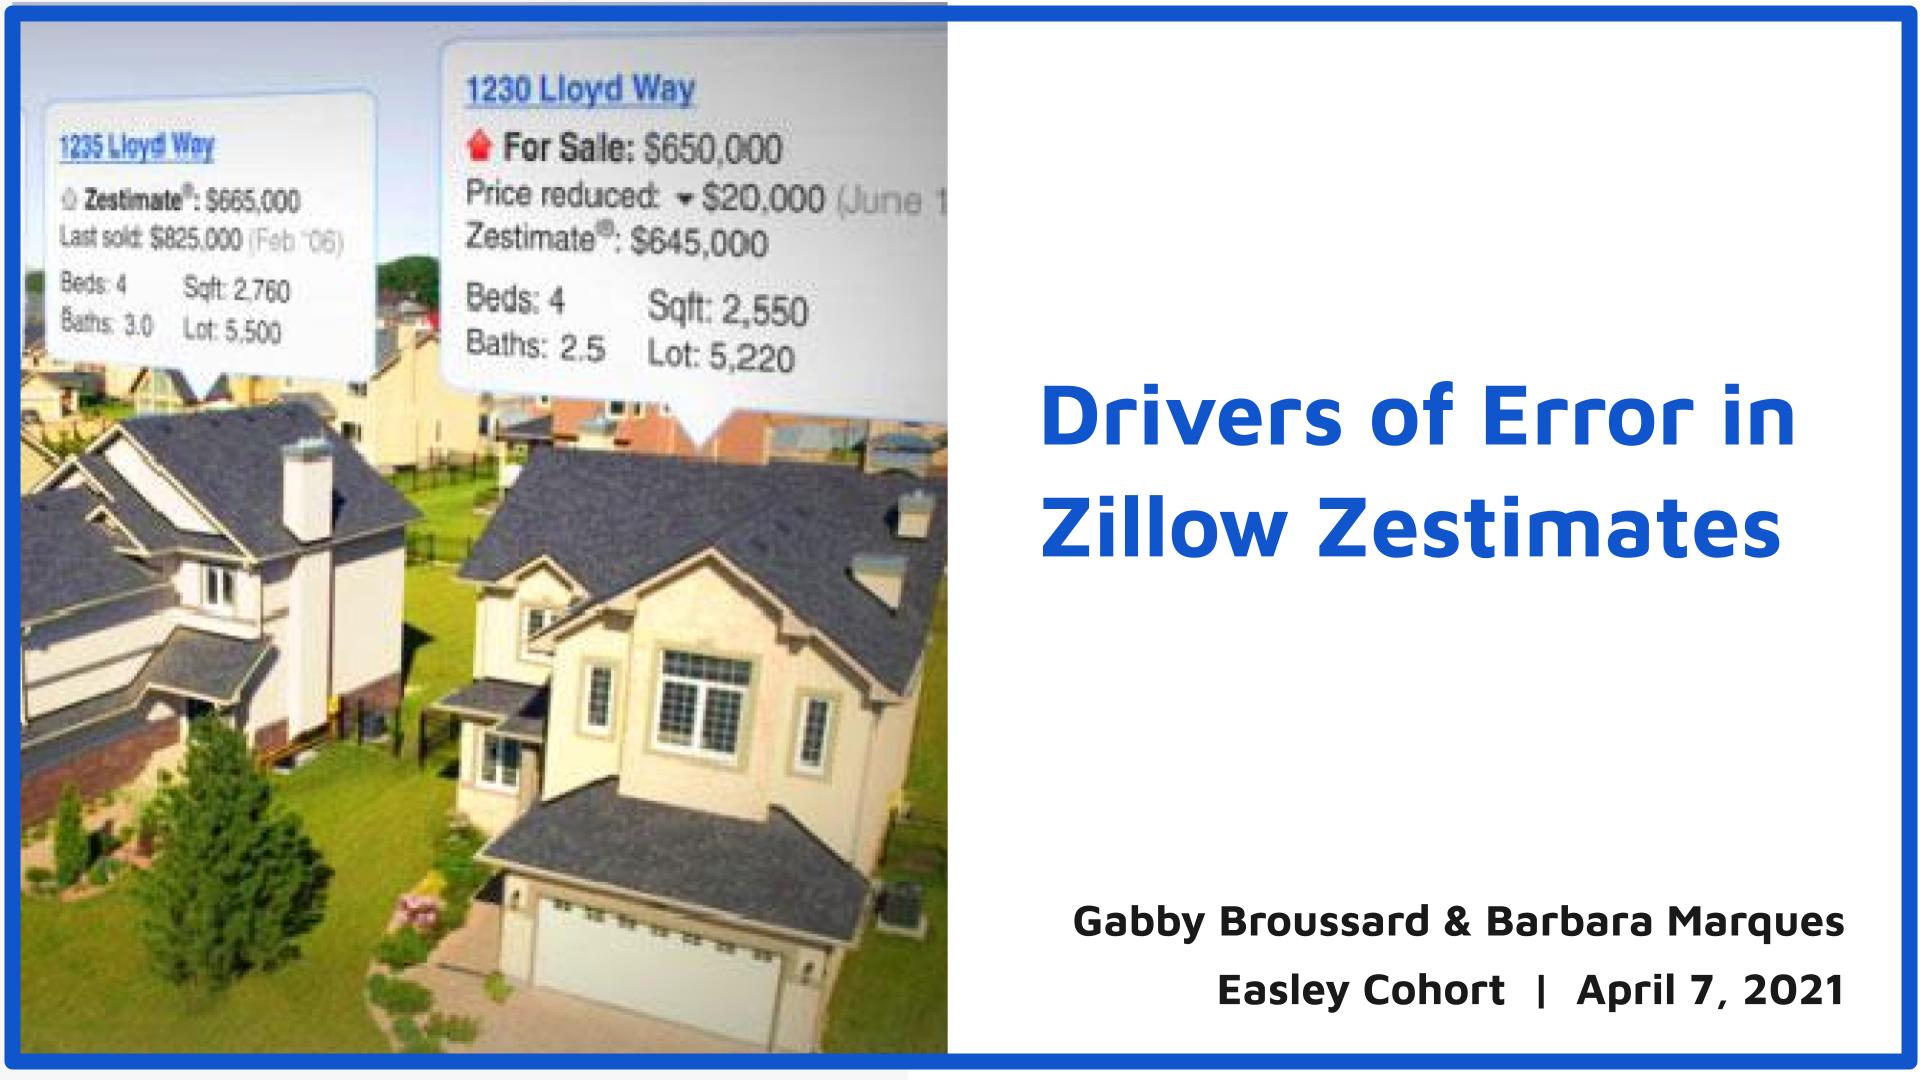 1235 Lloyd Way
Zestimate®: $665,000
Last sold: $825,000 (Feb '06)
Beds: 4 Sqft: 2,760
Baths: 3.0 Lot: 5,500
1230 Lloyd Way
For Sale: $650,000
Price reduced: $20,000 (June 1
Zestimate®: $645,000
Beds: 4 Sqft: 2,550
Baths: 2.5 Lot: 5,220
Drivers of Error in
Zillow Zestimates
Gabby Broussard & Barbara Marques
Easley Cohort | April 7, 2021